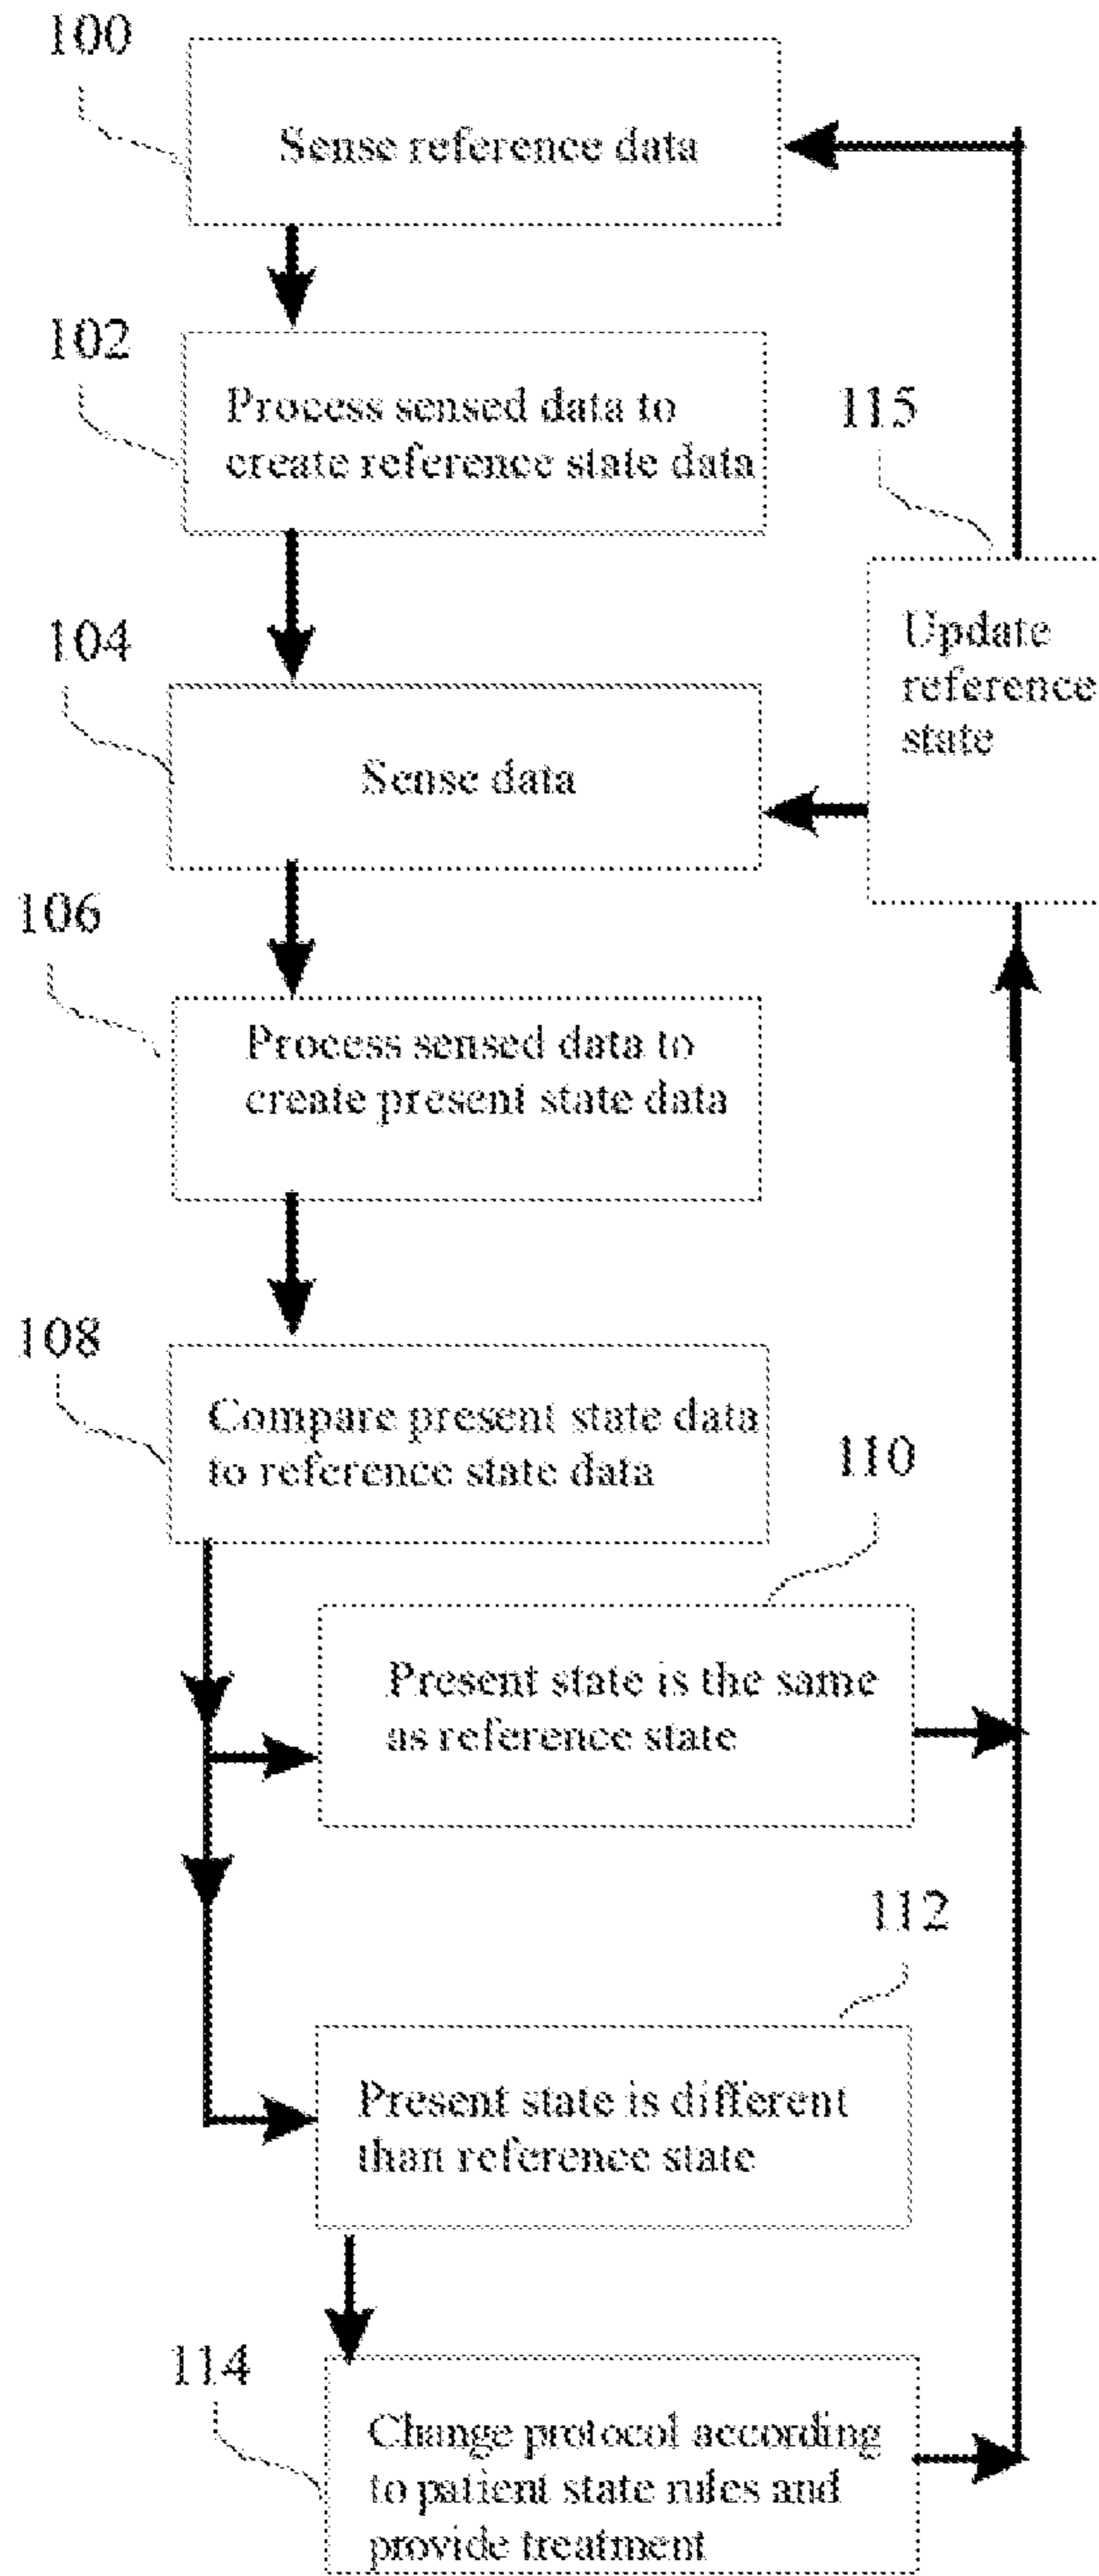 100
Sense reference data
102
Process sensed data to
create reference state data
115
Update
reference
state
104
Sense data
106
Process sensed data to
create present state data
108
Compare present state data
to reference state data
110
Present state is the same
as reference state
112
Present state is different
than reference state
114
Change protocol according
to patient state rules and
provide treatment